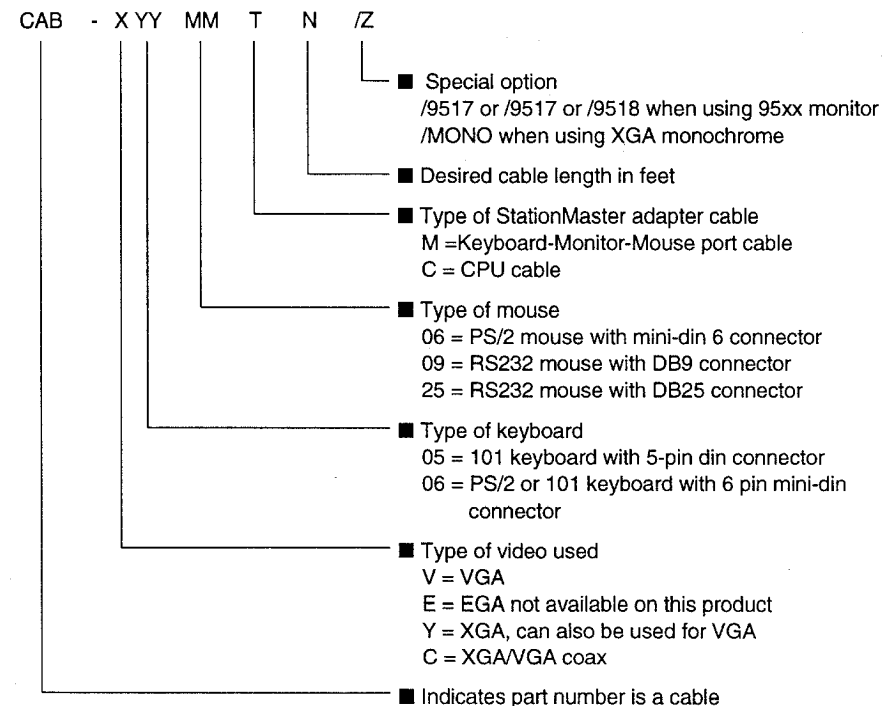 CAB - X YY MM T N /Z
■ Special option
/9517 or /9517 or /9518 when using 95xx monitor
/MONO when using XGA monochrome
■ Desired cable length in feet
■ Type of StationMaster adapter cable
M =Keyboard-Monitor-Mouse port cable
C = CPU cable
■ Type of mouse
06 = PS/2 mouse with mini-din 6 connector
09 = RS232 mouse with DB9 connector
25 = RS232 mouse with DB25 connector
■ Type of keyboard
05 = 101 keyboard with 5-pin din connector
06 = PS/2 or 101 keyboard with 6 pin mini-din
connector
■ Type of video used
V = VGA
E = EGA not available on this product
Y = XGA, can also be used for VGA
C = XGA/VGA coax
■ Indicates part number is a cable